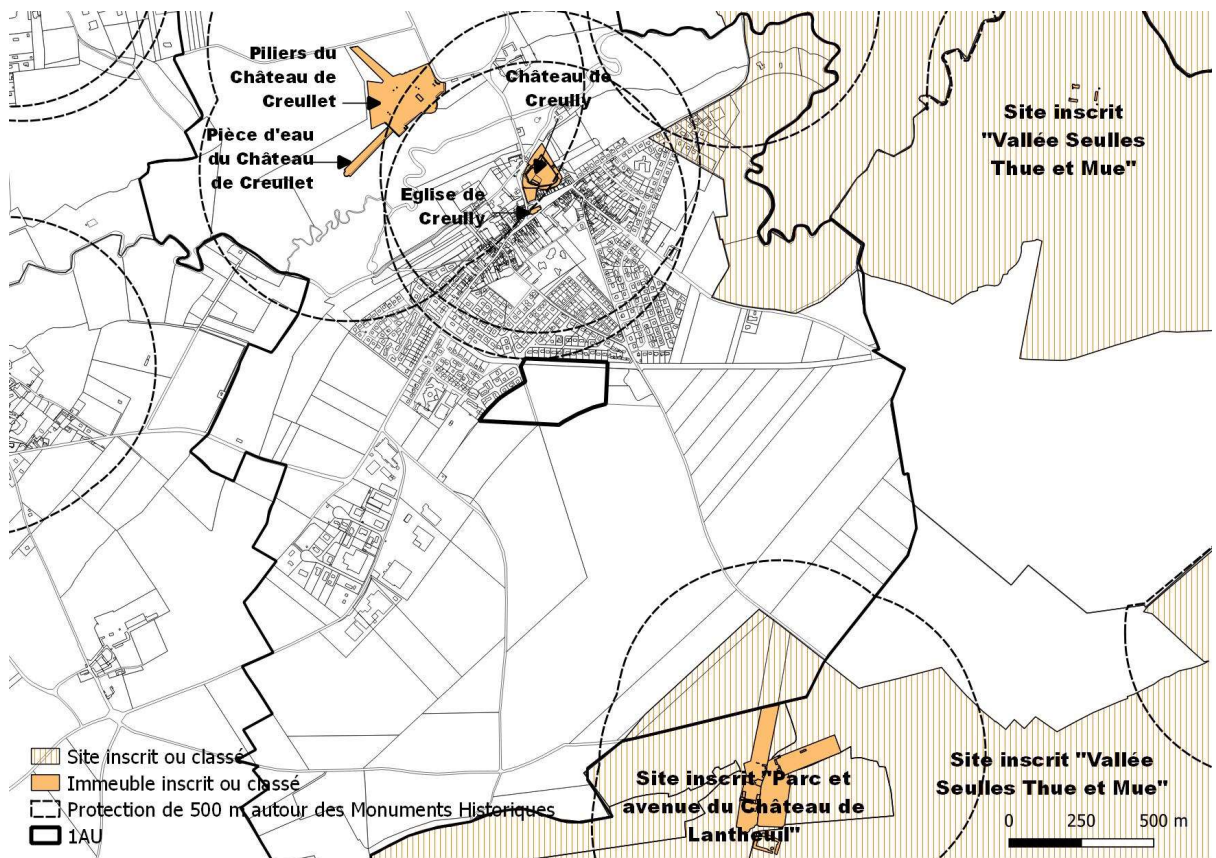 Piliers du
Château de
Creullet
Château de
Creully
Pièce d'eau
du Château
de Creullet
Eglise de
Creully
Site inscrit
"Vallée Seulles
Thue et Mue"
Site inscrit ou classé
Immeuble inscrit ou classé
Protection de 500 m autour des Monuments Historiques
1AU
Site inscrit "Parc et
avenue du Château de
Lantheuil"
Site inscrit "Vallée
Seulles Thue et Mue"
0 250 500 m